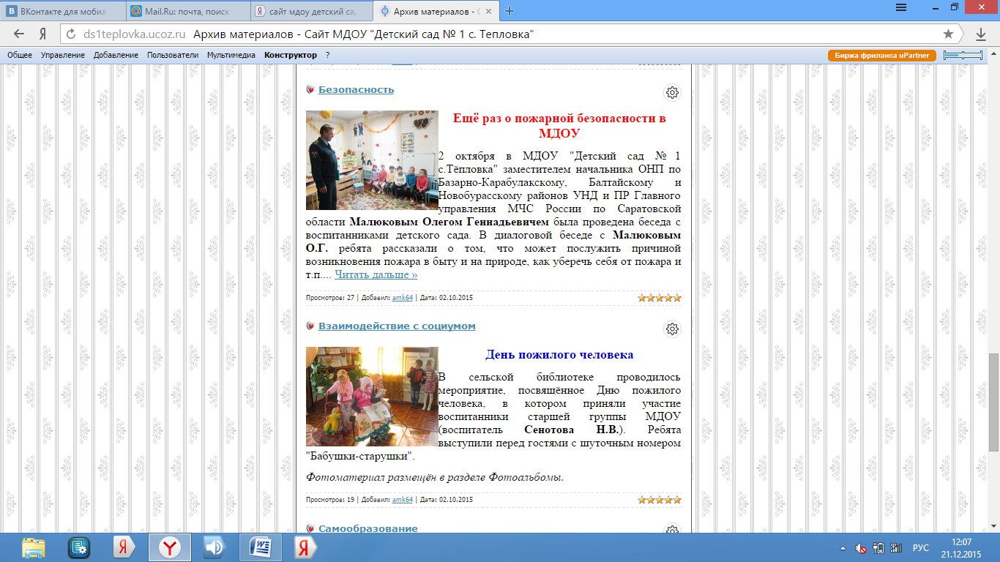 ВКонтакте для мобил
Mail.Ru: почта, поиск
сайт мдоу детский са,
Архив материалов - С
ds1teplovka.ucoz.ru Архив материалов - Сайт МДОУ "Детский сад № 1 с. Тепловка"
Общее Управление Добавление Пользователи Мультимедиа Конструктор ?
Биржа фриланса uPartner
Безопасность
Ещё раз о пожарной безопасности в
МДОУ
2 октября в МДОУ "Детский сад № 1
с.Тёпловка" заместителем начальника ОНП по
Базарно-Карабулакскому, Балтайскому и
Новобурасскому районов УНД и ПР Главного
управления МЧС России по Саратовской
области Малюковым Олегом Геннадьевичем была проведена беседа с
воспитанниками детского сада. В диалоговой беседе с Малюковым
О.Г. ребята рассказали о том, что может послужить причиной
возникновения пожара в быту и на природе, как уберечь себя от пожара и
т.п.... Читать дальше »
Просмотров: 27 | Добавил: amk64 | Дата: 02.10.2015
Взаимодействие с социумом
День пожилого человека
В сельской библиотеке проводилось
мероприятие, посвящённое Дню пожилого
человека, в котором приняли участие
воспитанники старшей группы МДОУ
(воспитатель Сенотова Н.В.). Ребята
выступили перед гостями с шуточным номером
"Бабушки-старушки".
Фотоматериал размещён в разделе Фотоальбомы.
Просмотров: 19 | Добавил: amk64 | Дата: 02.10.2015
Самообразование
РУС
12:07
21.12.2015